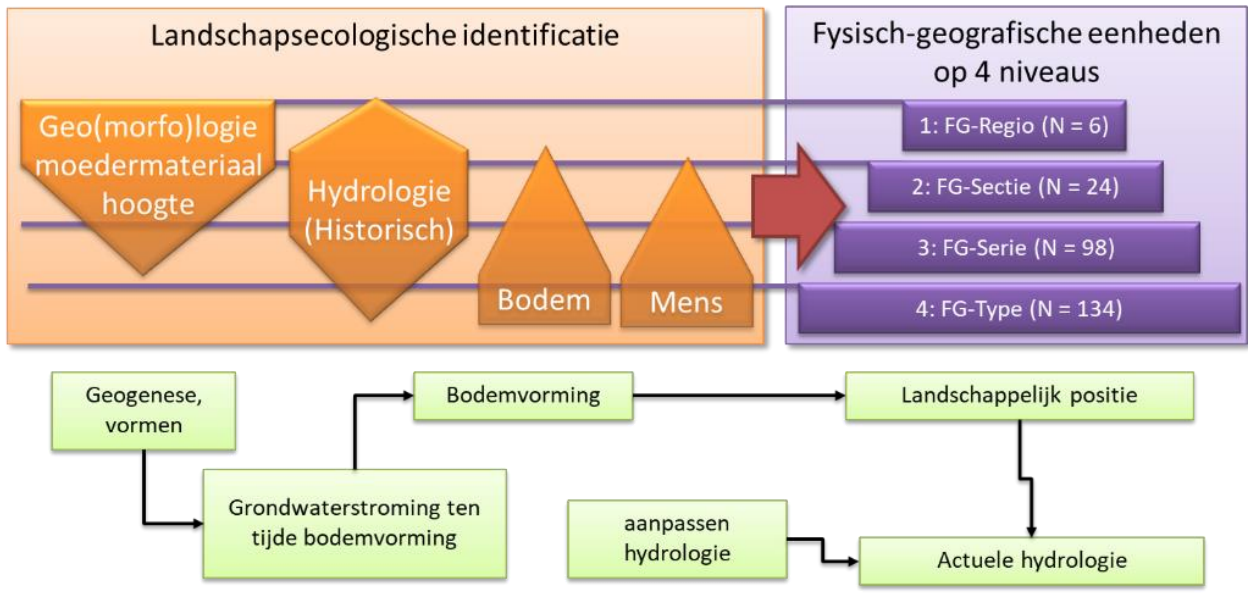 Landschapsecologische identificatie
Geo(morfo)logie
moedermateriaal
hoogte
Hydrologie
(Historisch)
Bodem
Mens
Fysisch-geografische eenheden
op 4 niveaus
1: FG-Regio (N = 6)
2: FG-Sectie (N = 24)
3: FG-Serie (N = 98)
4: FG-Type (N = 134)
Geogenese,
vormen
Grondwaterstroming ten
tijde bodemvorming
Bodemvorming
Landschappelijk positie
aanpassen
hydrologie
Actuele hydrologie